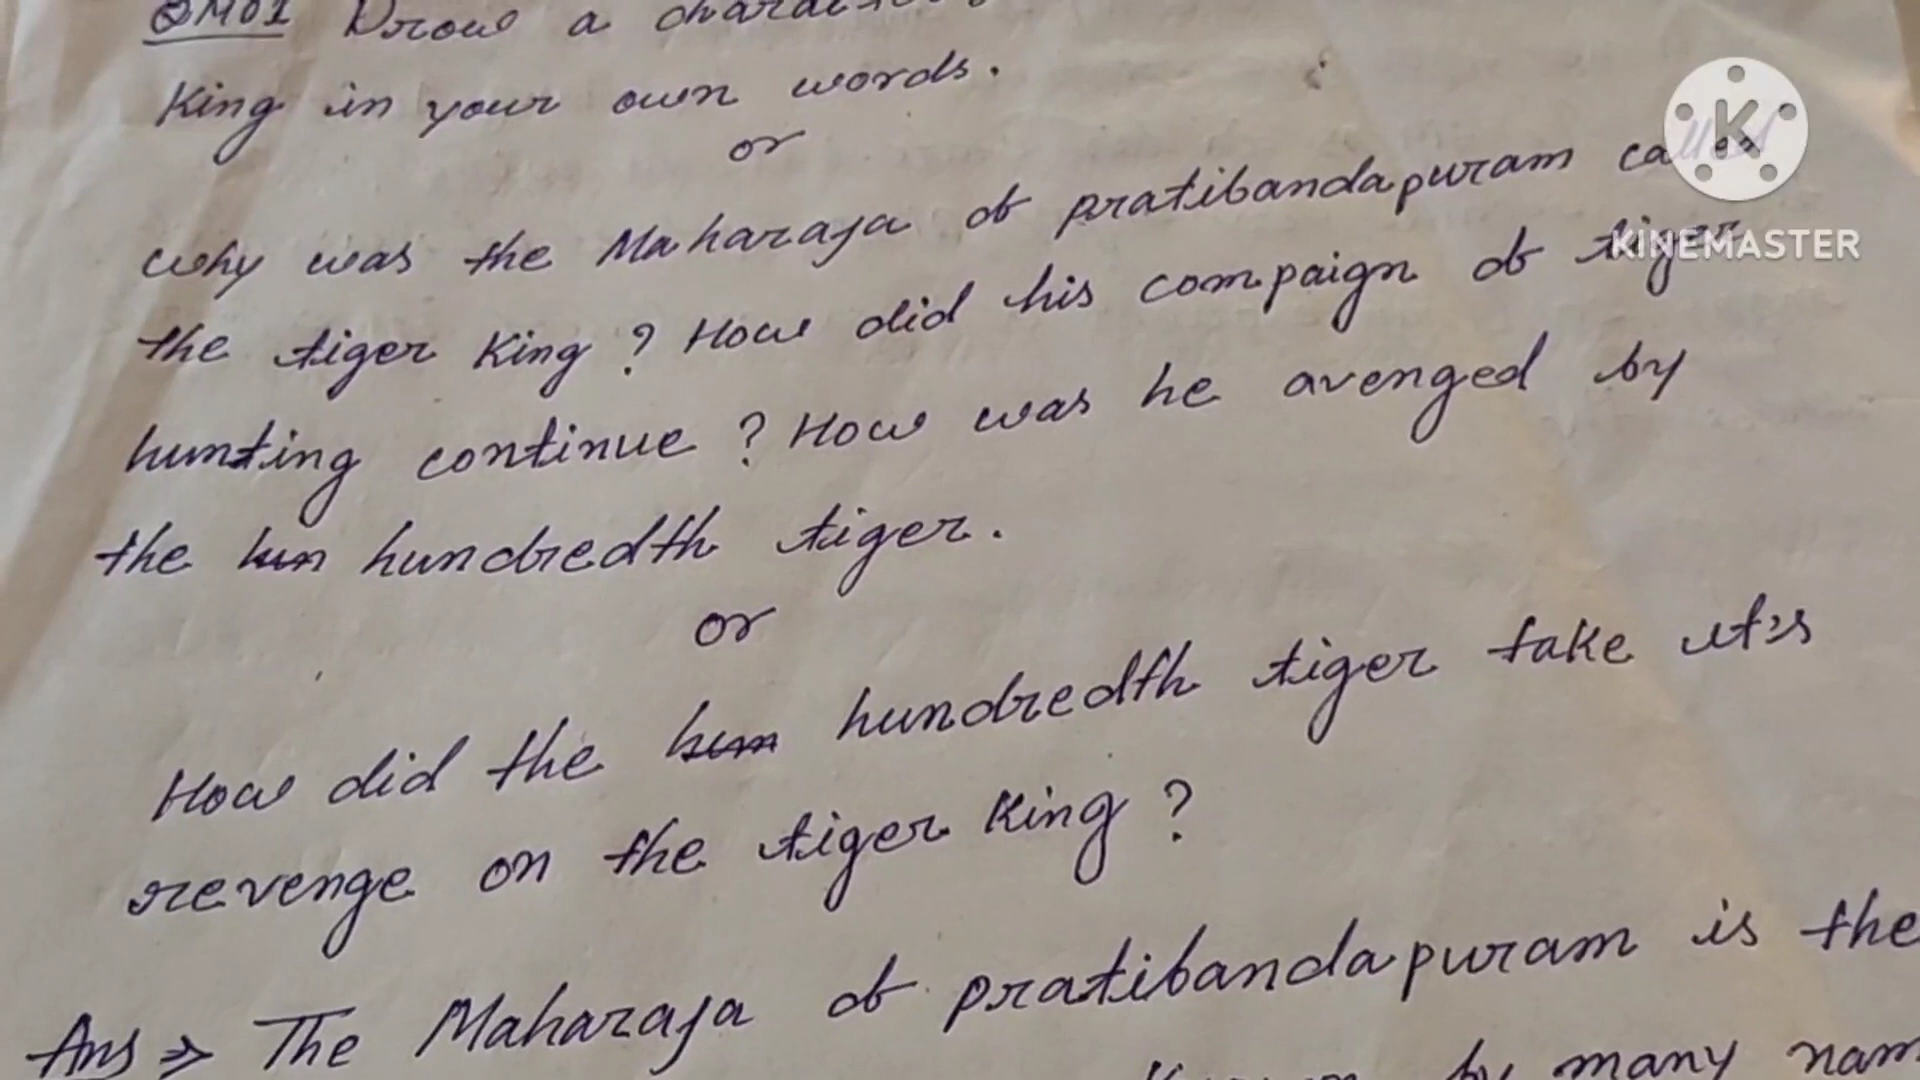 QNO1 Draw a
King in your own words.
or
Why was the Maharaja of pratibandapuram called
the tiger King? How did his compaign of tiger
hunting continue? How was he avenged by
the hun hundredth tiger.
or
How did the hun hundredth tiger take it's
revenge on the tiger King?
Ans ⇒ The Maharaja of pratibandapuram is the
by many
K
KINEMASTER